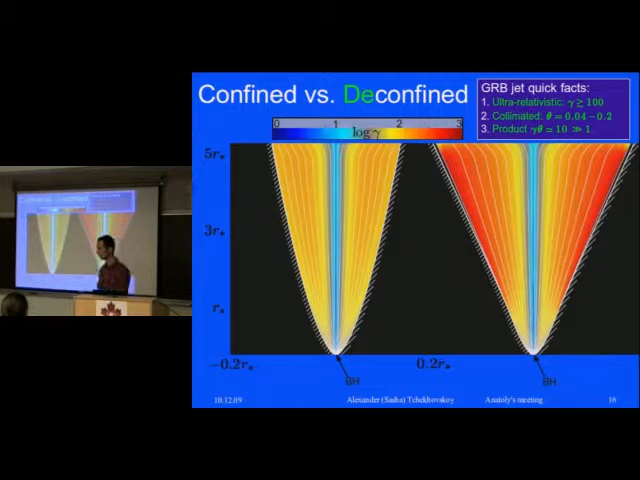 Confined vs. Deconfined
GRB jet quick facts:
1. Ultra-relativistic: γ ≳ 100
2. Collimated: θ = 0.04 – 0.2
3. Product γθ ≃ 10 ≫ 1
0 1 2 3
log γ
5r*
3r*
r*
−0.2r* 0.2r*
BH BH
10.12.09 Alexander (Sasha) Tchekhovskoy Anatoly's meeting 16